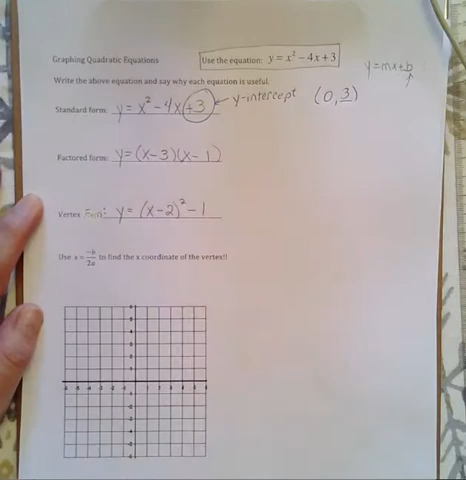 Graphing Quadratic Equations Use the equation: y = x² − 4x + 3
y=mx+b
Write the above equation and say why each equation is useful.
Standard form: y = x² − 4x + 3 ← y-intercept (0, 3)
Factored form: y=(x−3)(x−1)
Vertex Form: y = (x−2)² − 1
Use x = −b/2a to find the x coordinate of the vertex!!